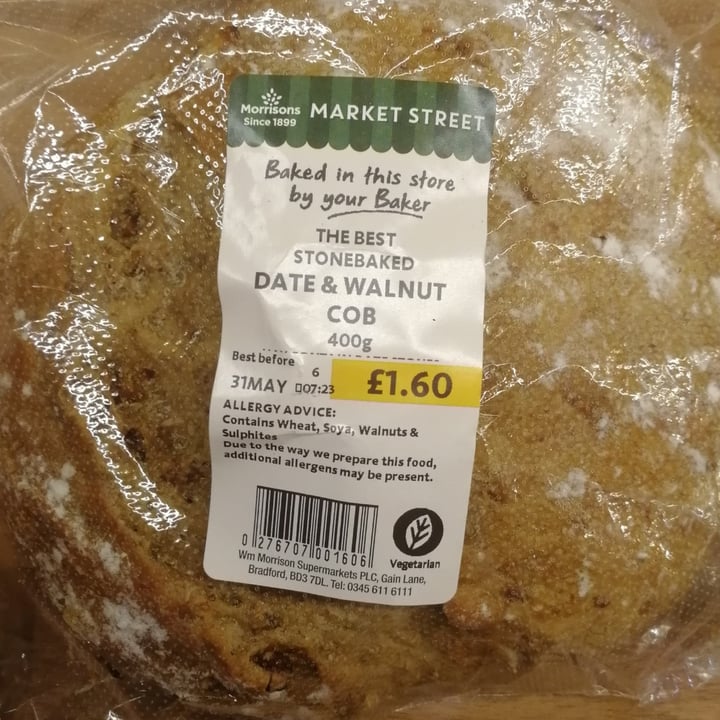 Morrisons
Since 1899
MARKET STREET
Baked in this store
by your Baker
THE BEST
STONEBAKED
DATE & WALNUT
COB
400g
Best before
6
31MAY 07:23
£1.60
ALLERGY ADVICE:
Contains Wheat, Soya, Walnuts &
Sulphites
Due to the way we prepare this food,
additional allergens may be present.
0 276707 001606
Vegetarian
Wm Morrison Supermarkets PLC, Gain Lane,
Bradford, BD3 7DL. Tel: 0345 611 6111